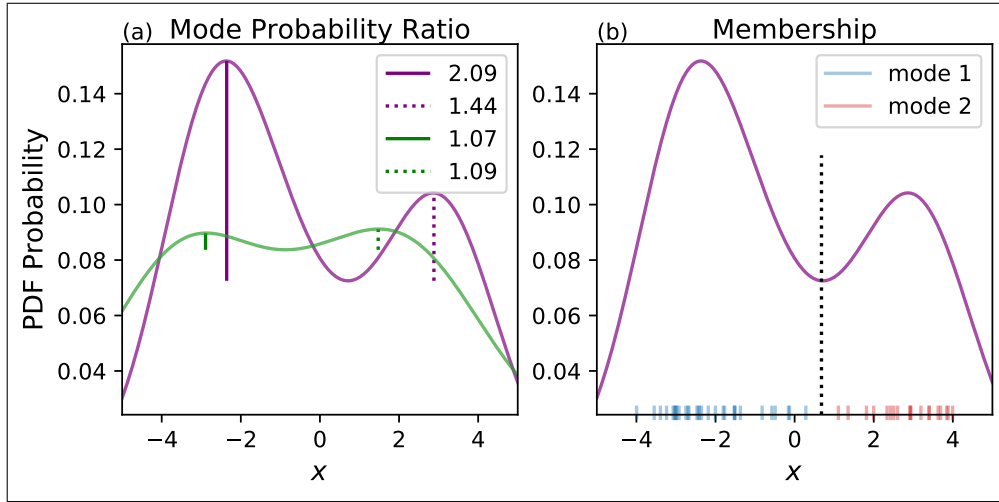 (a) Mode Probability Ratio
2.09
1.44
1.07
1.09
PDF Probability
0.14
0.12
0.10
0.08
0.06
0.04
−4 −2 0 2 4
x
(b) Membership
mode 1
mode 2
0.14
0.12
0.10
0.08
0.06
0.04
−4 −2 0 2 4
x